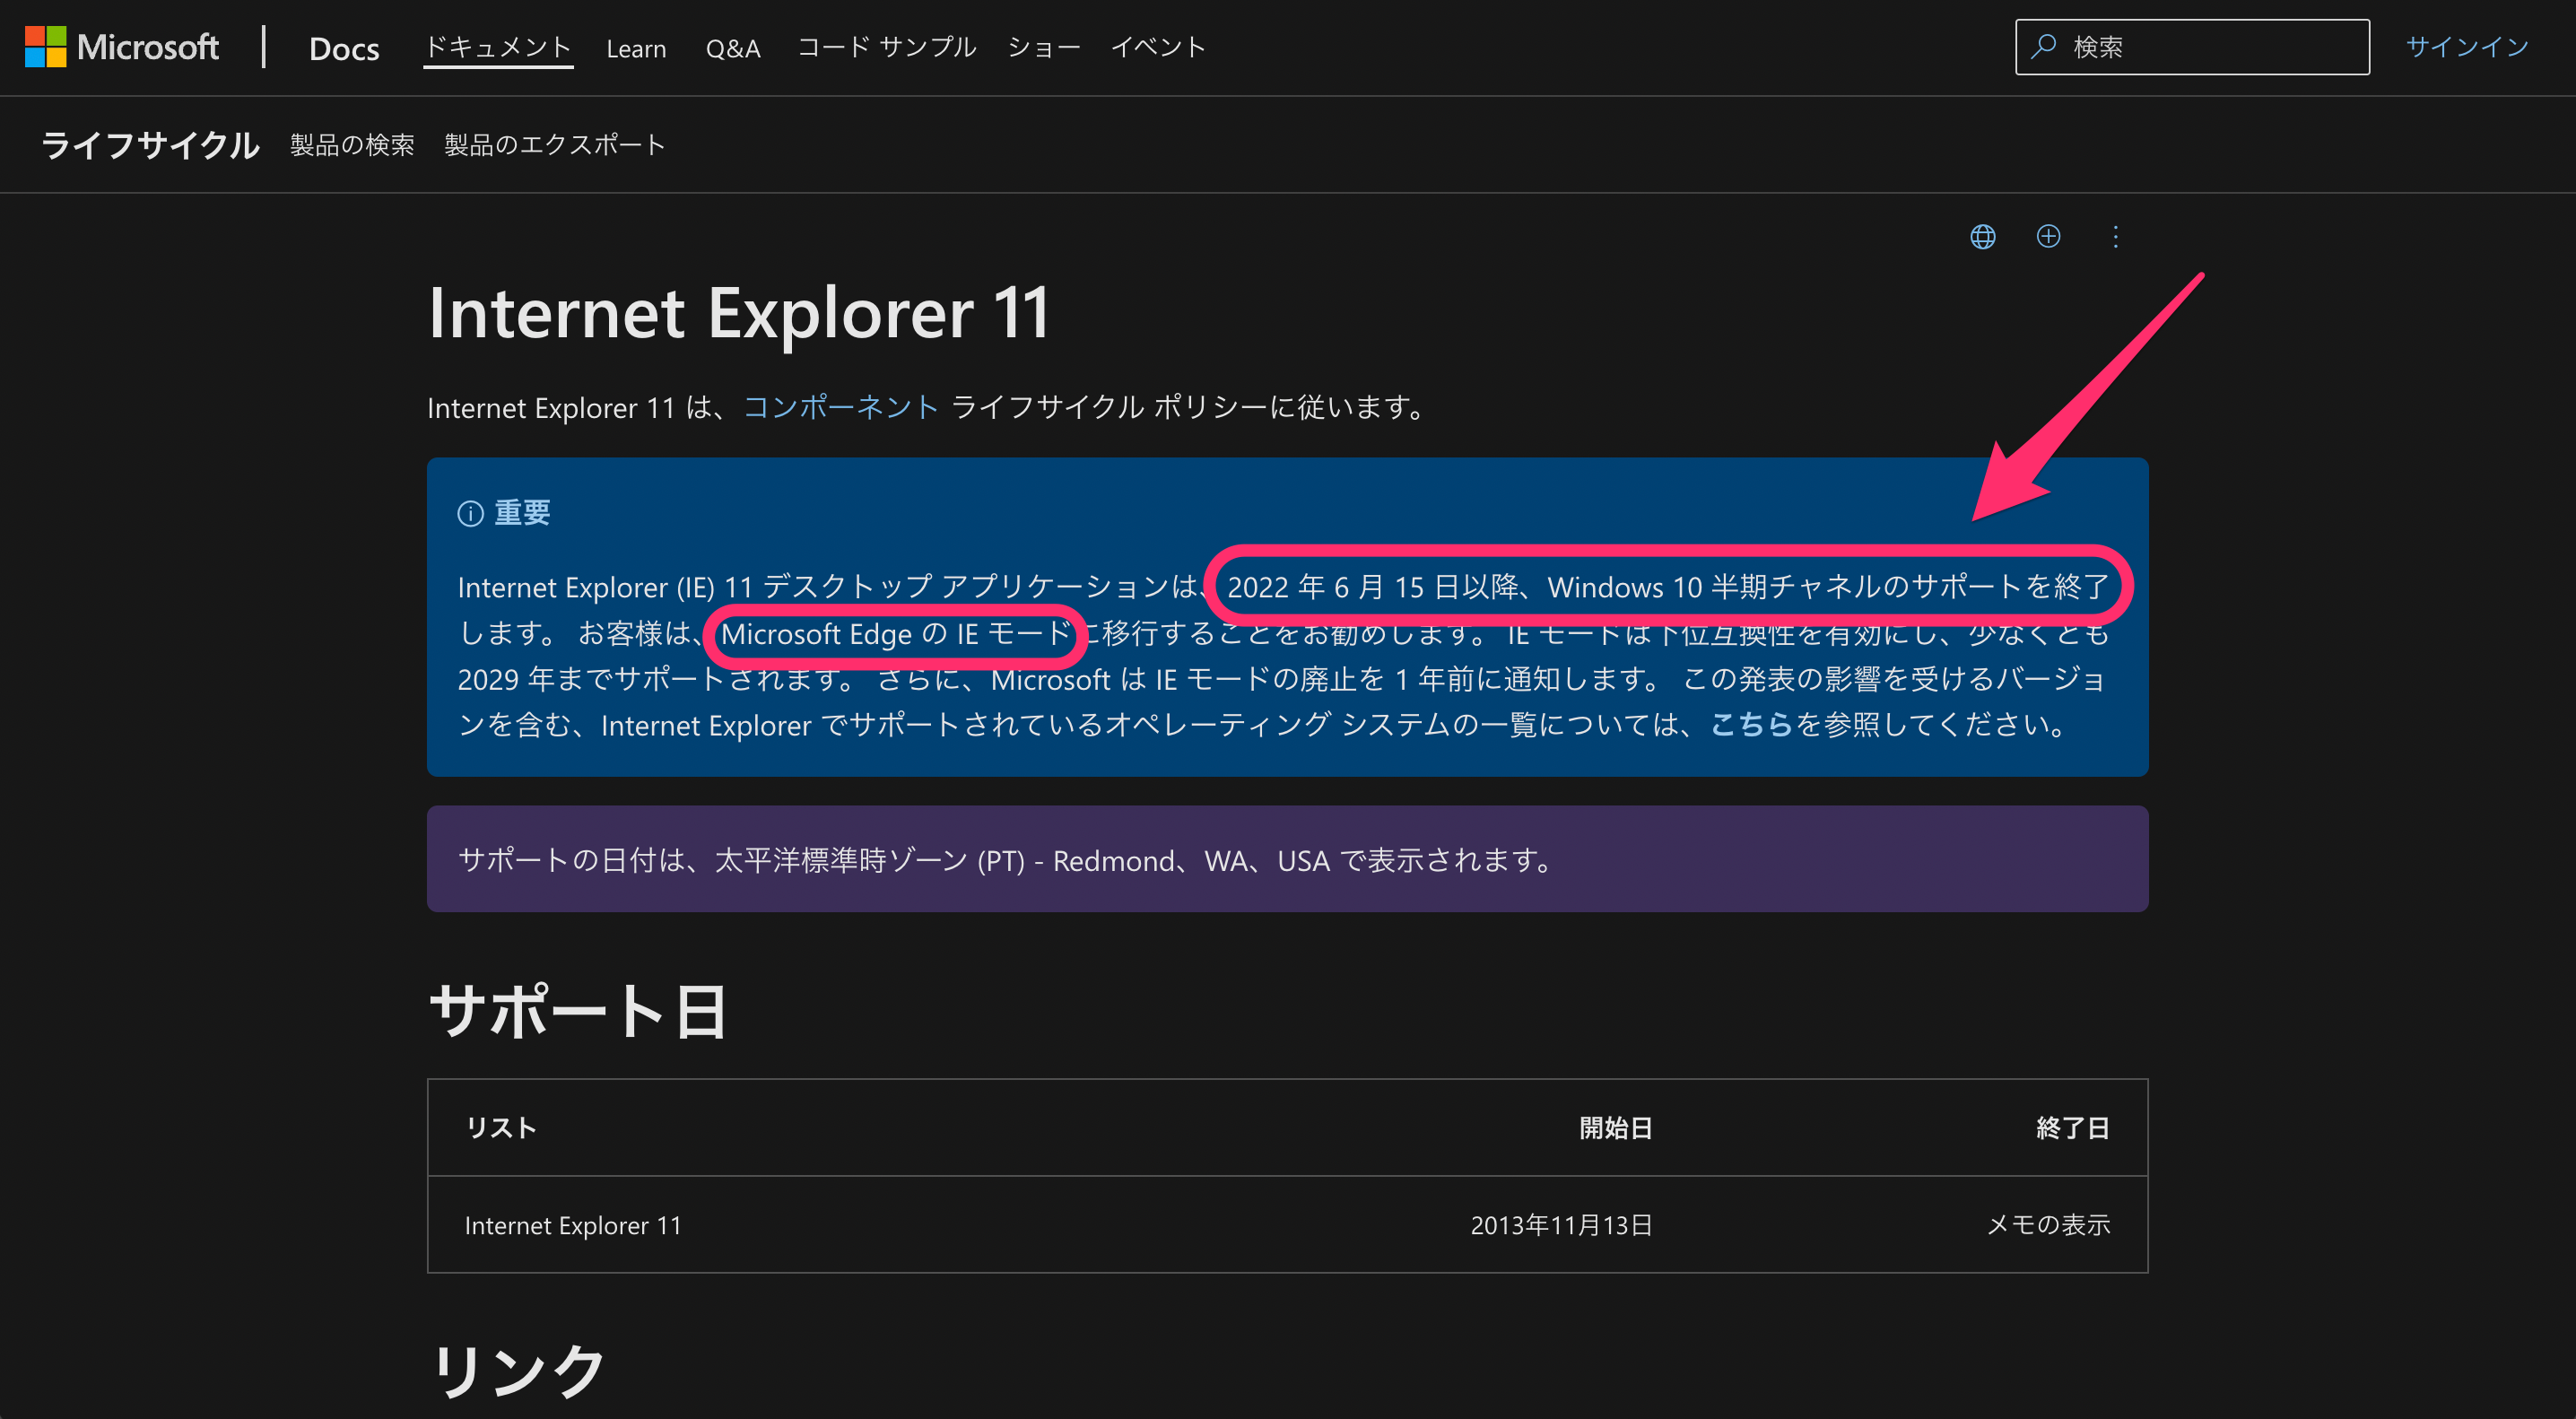 Microsoft Docs ドキュメント Learn Q&A コード サンプル ショー イベント 検索 サインイン
ライフサイクル 製品の検索 製品のエクスポート
Internet Explorer 11
Internet Explorer 11 は、コンポーネント ライフサイクル ポリシーに従います。
重要
Internet Explorer (IE) 11 デスクトップ アプリケーションは、2022 年 6 月 15 日以降、Windows 10 半期チャネルのサポートを終了
します。 お客様は、Microsoft Edge の IE モードに移行することをお勧めします。 IE モードは下位互換性を有効にし、少なくとも
2029 年までサポートされます。 さらに、Microsoft は IE モードの廃止を 1 年前に通知します。 この発表の影響を受けるバージョ
ンを含む、Internet Explorer でサポートされているオペレーティング システムの一覧については、こちらを参照してください。
サポートの日付は、太平洋標準時ゾーン (PT) - Redmond、WA、USA で表示されます。
サポート日
リスト 開始日 終了日
Internet Explorer 11 2013年11月13日 メモの表示
リンク